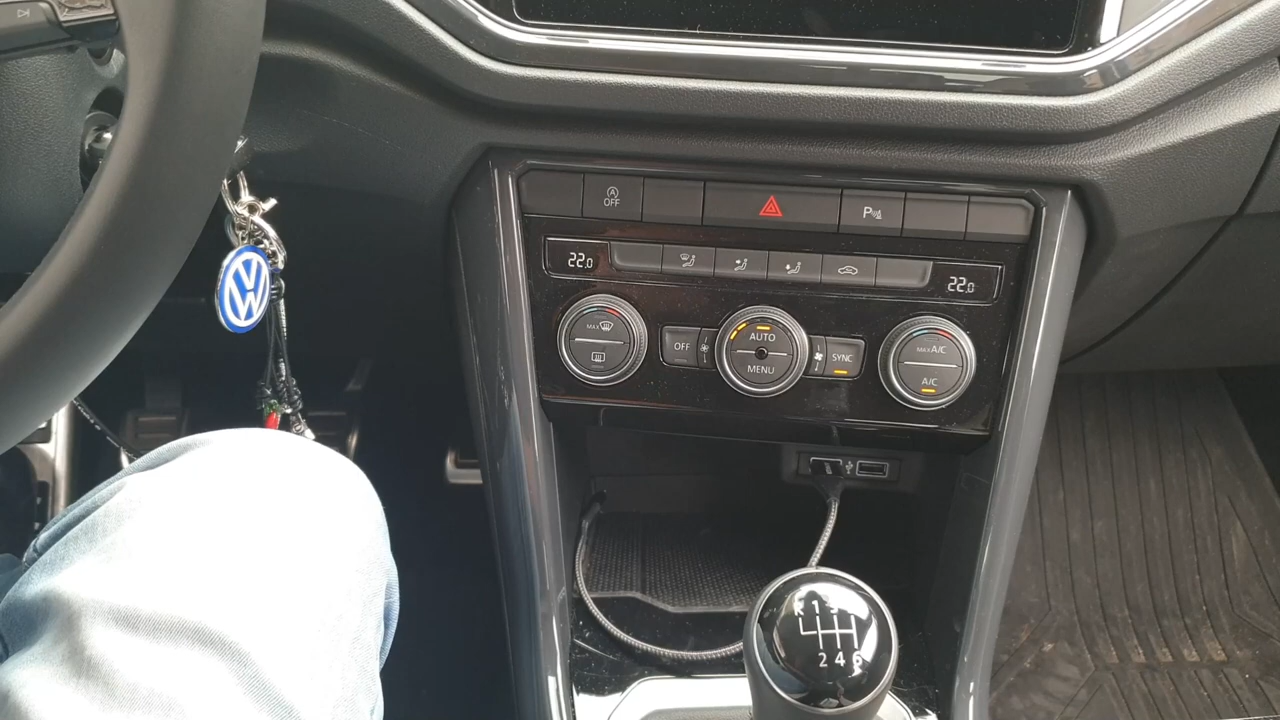 A
OFF
P
22.0
22.0
MAX
OFF
AUTO
MENU
SYNC
MAX A/C
A/C
R 1 3 5
2 4 6